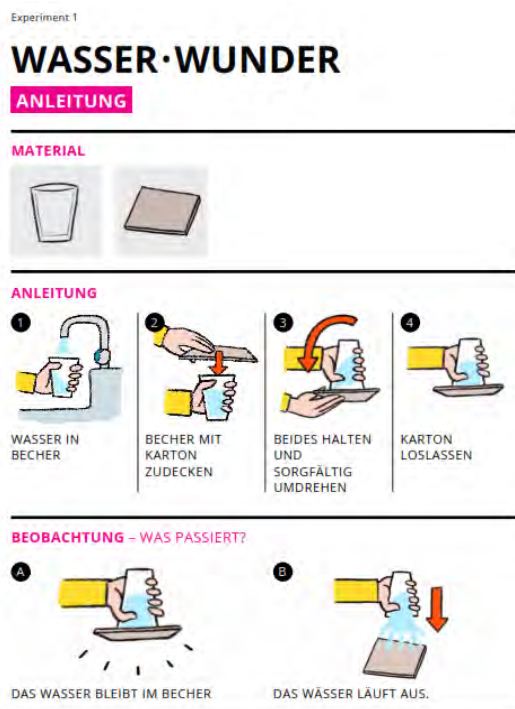 Experiment 1
WASSER·WUNDER
ANLEITUNG
MATERIAL
ANLEITUNG
1
2
3
4
WASSER IN
BECHER
BECHER MIT
KARTON
ZUDECKEN
BEIDES HALTEN
UND
SORGFÄLTIG
UMDREHEN
KARTON
LOSLASSEN
BEOBACHTUNG – WAS PASSIERT?
A
B
DAS WASSER BLEIBT IM BECHER
DAS WÄSSER LÄUFT AUS.